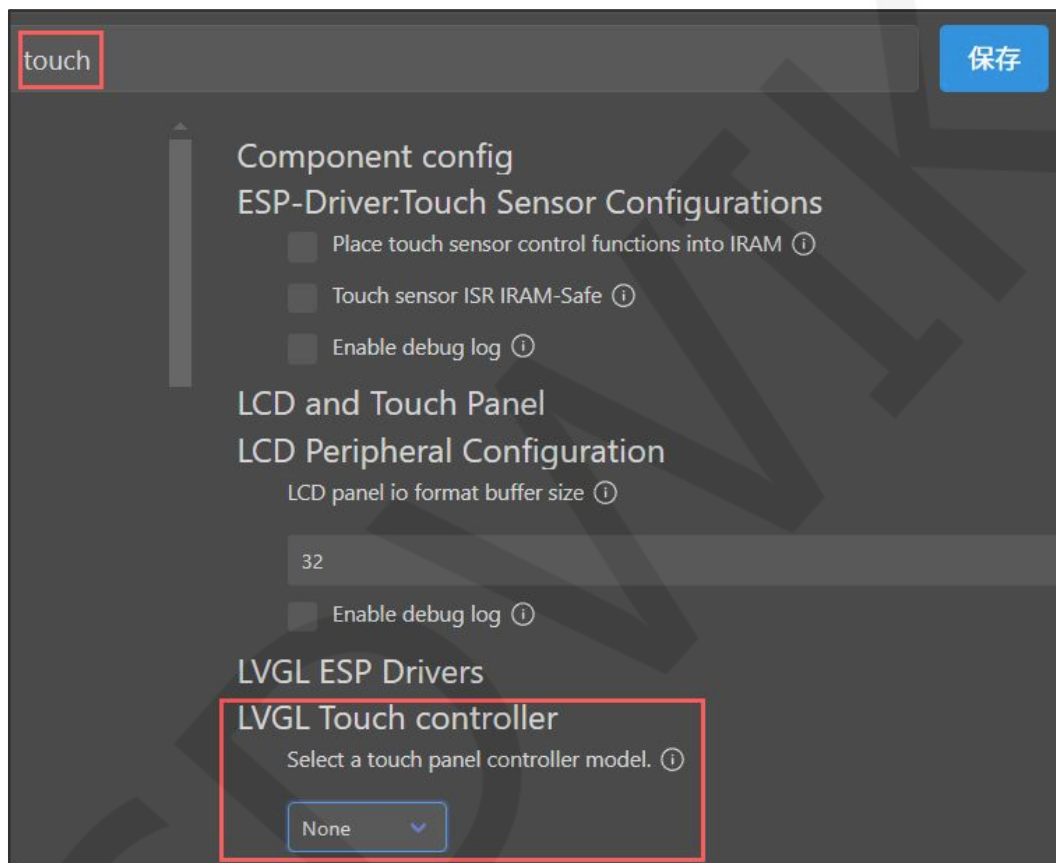 touch
保存
Component config
ESP-Driver:Touch Sensor Configurations
Place touch sensor control functions into IRAM
Touch sensor ISR IRAM-Safe
Enable debug log
LCD and Touch Panel
LCD Peripheral Configuration
LCD panel io format buffer size
32
Enable debug log
LVGL ESP Drivers
LVGL Touch controller
Select a touch panel controller model.
None